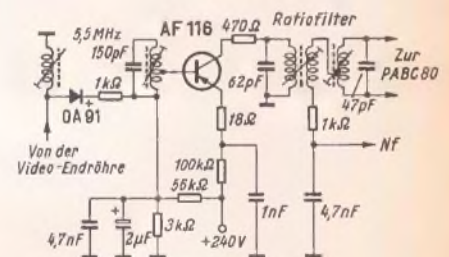 5,5MHz
150pF
AF 116
470Ω
Ratiofilter
1kΩ
OA 91
+
62pF
47pF
Zur
PABC80
18Ω
1kΩ
Von der
Video-Endröhre
100kΩ
56kΩ
Nf
4,7nF
+
2µF
3kΩ
+240V
1nF
4,7nF